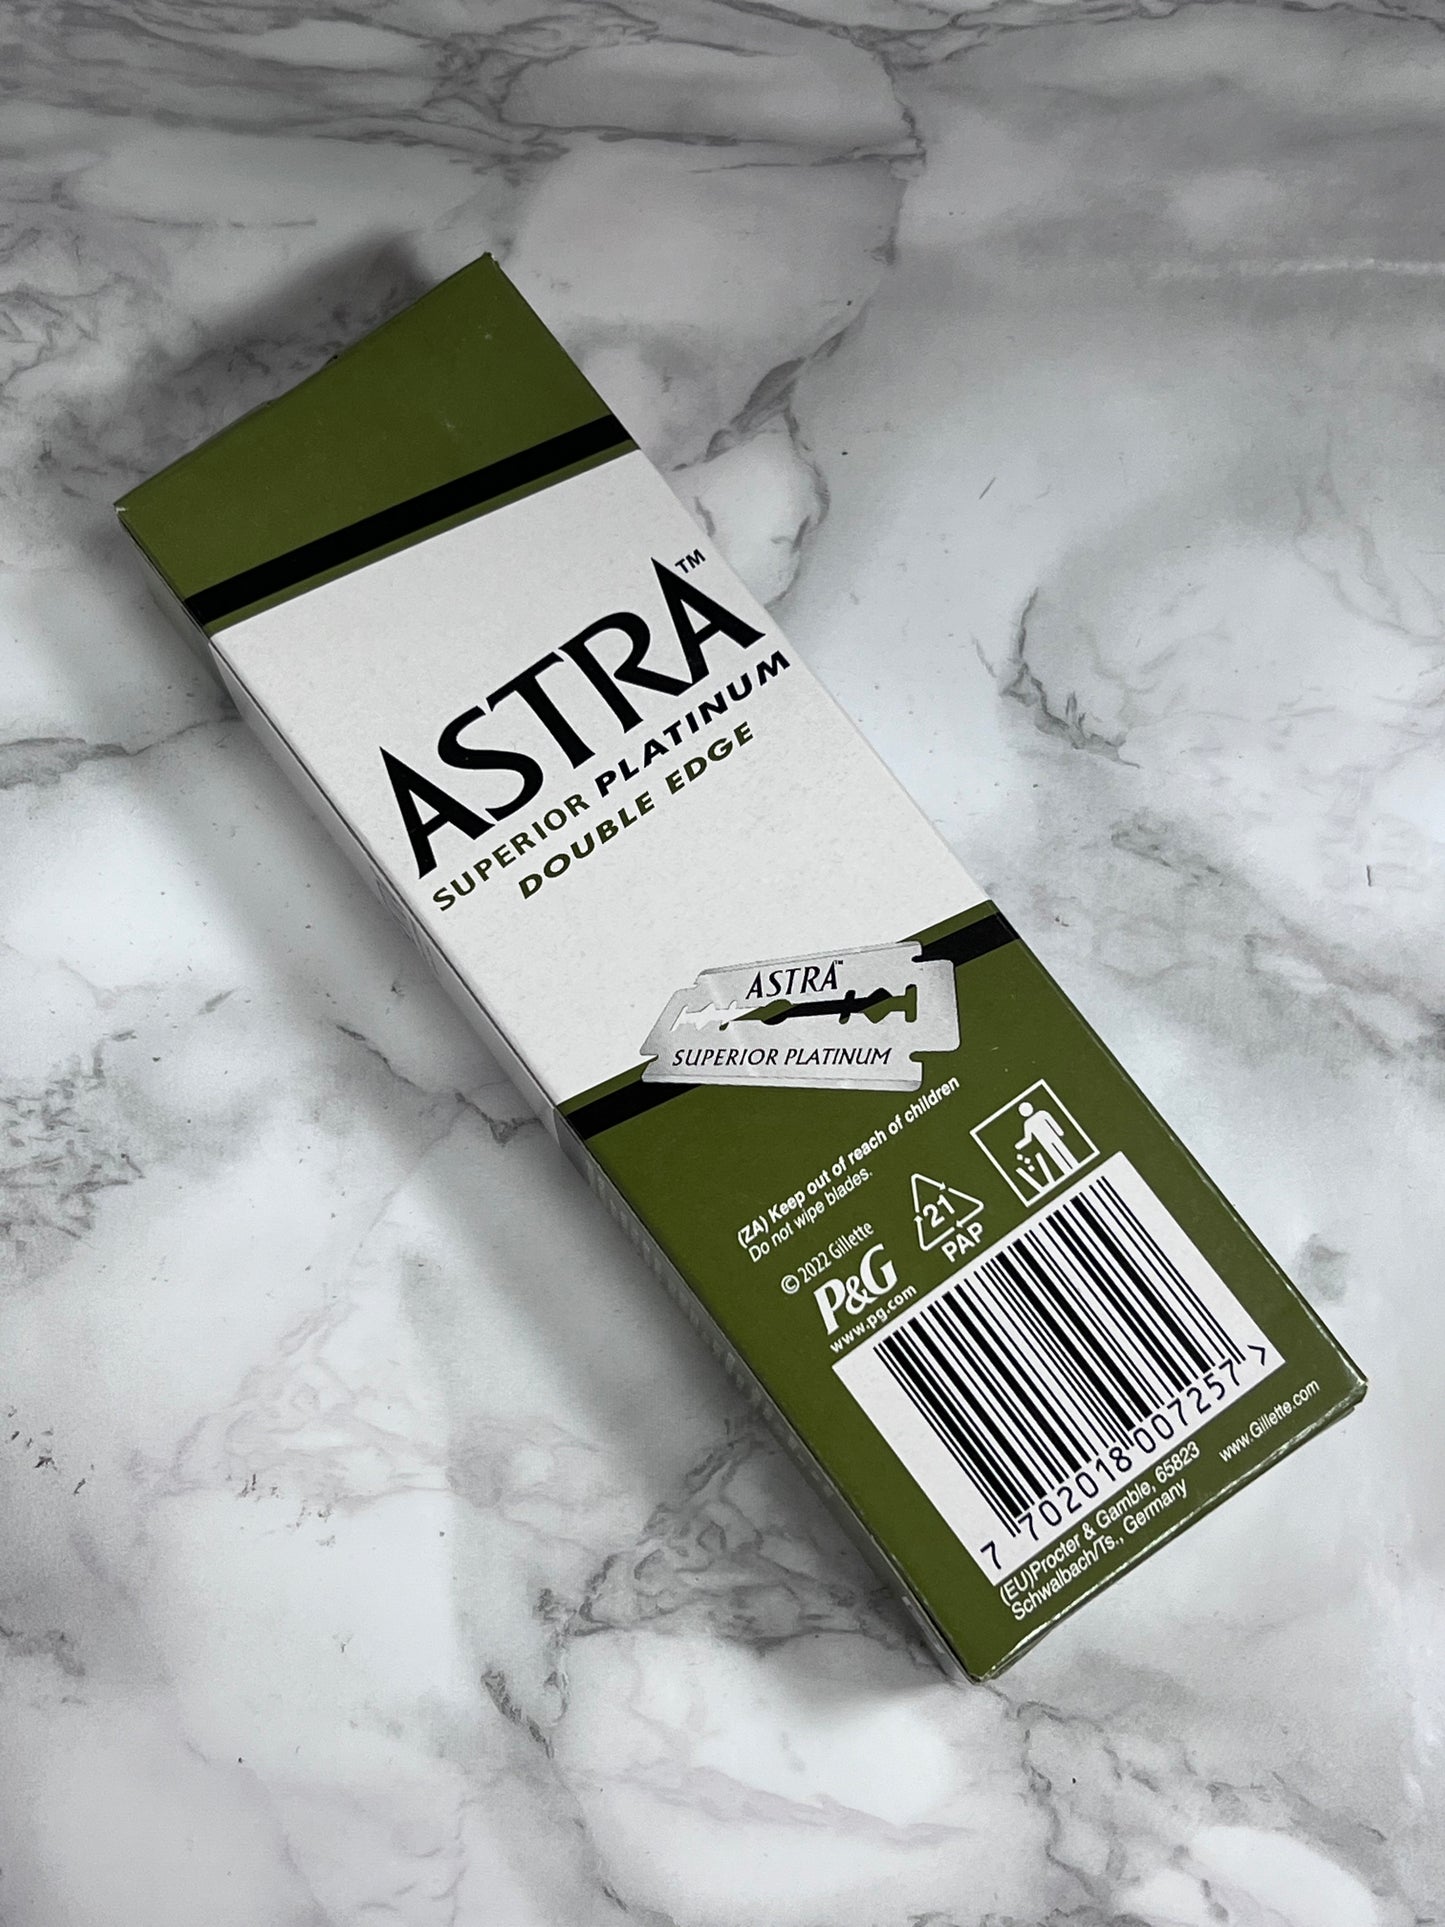 ASTRA™
SUPERIOR PLATINUM
DOUBLE EDGE
ASTRA™
SUPERIOR PLATINUM
(ZA) Keep out of reach of children
Do not wipe blades.
© 2022 Gillette
P&G
www.pg.com
21
PAP
7 702018 007257 >
(EU)Procter & Gamble, 65823
Schwalbach/Ts., Germany
www.Gillette.com